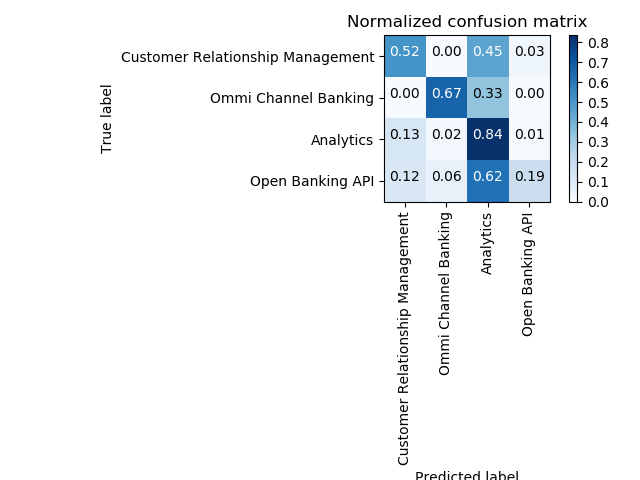 Normalized confusion matrix
True label
Customer Relationship Management 0.52 0.00 0.45 0.03
Ommi Channel Banking 0.00 0.67 0.33 0.00
Analytics 0.13 0.02 0.84 0.01
Open Banking API 0.12 0.06 0.62 0.19
0.8
0.7
0.6
0.5
0.4
0.3
0.2
0.1
0.0
Customer Relationship Management
Ommi Channel Banking
Analytics
Open Banking API
Predicted label